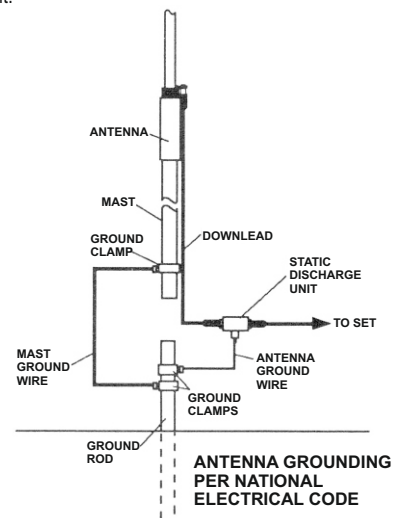 it.
ANTENNA
MAST
GROUND
CLAMP
DOWNLEAD
STATIC
DISCHARGE
UNIT
TO SET
MAST
GROUND
WIRE
ANTENNA
GROUND
WIRE
GROUND
CLAMPS
GROUND
ROD
ANTENNA GROUNDING
PER NATIONAL
ELECTRICAL CODE